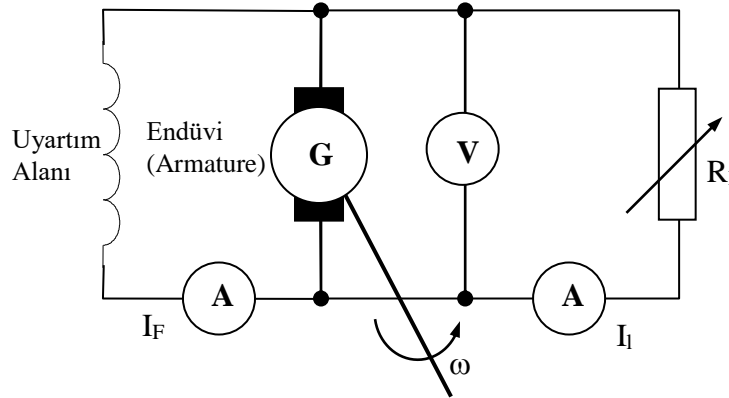 Uyartım
Alanı
Endüvi
(Armature)
G
V
R
A
A
I_F
I_l
ω